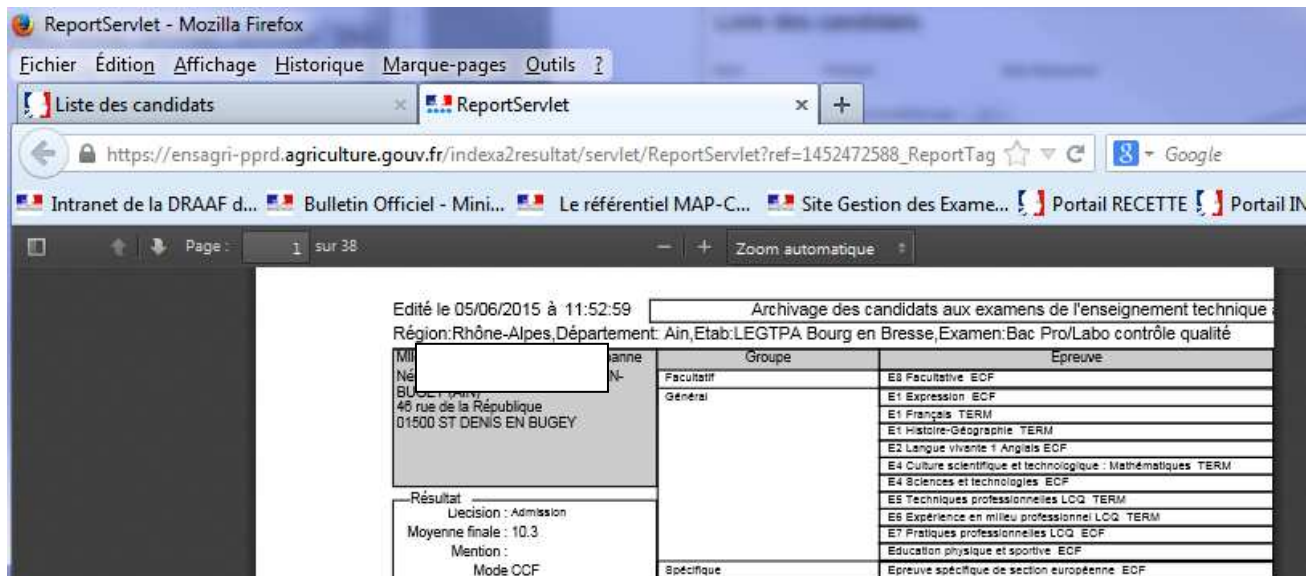 ReportServlet - Mozilla Firefox
Fichier Édition Affichage Historique Marque-pages Outils ?
Liste des candidats × ReportServlet × +
https://ensagri-pprd.agriculture.gouv.fr/indexa2resultat/servlet/ReportServlet?ref=1452472588_ReportTag Google
Intranet de la DRAAF d... Bulletin Officiel - Mini... Le référentiel MAP-C... Site Gestion des Exame... Portail RECETTE Portail IN
Page : 1 sur 38 − + Zoom automatique
Edité le 05/06/2015 à 11:52:59 Archivage des candidats aux examens de l'enseignement technique
Région:Rhône-Alpes,Département: Ain,Etab:LEGTPA Bourg en Bresse,Examen:Bac Pro/Labo contrôle qualité
Groupe Epreuve
Facultatif E8 Facultative ECF
BUGEY (AIN)
46 rue de la République
01500 ST DENIS EN BUGEY
Général E1 Expression ECF
E1 Français TERM
E1 Histoire-Géographie TERM
E2 Langue vivante 1 Anglais ECF
E4 Culture scientifique et technologique : Mathématiques TERM
E4 Sciences et technologies ECF
E5 Techniques professionnelles LCQ TERM
E6 Expérience en milieu professionnel LCQ TERM
E7 Pratiques professionnelles LCQ ECF
Education physique et sportive ECF
Spécifique Epreuve spécifique de section européenne ECF
Résultat
Decision : Admission
Moyenne finale : 10.3
Mention :
Mode CCF